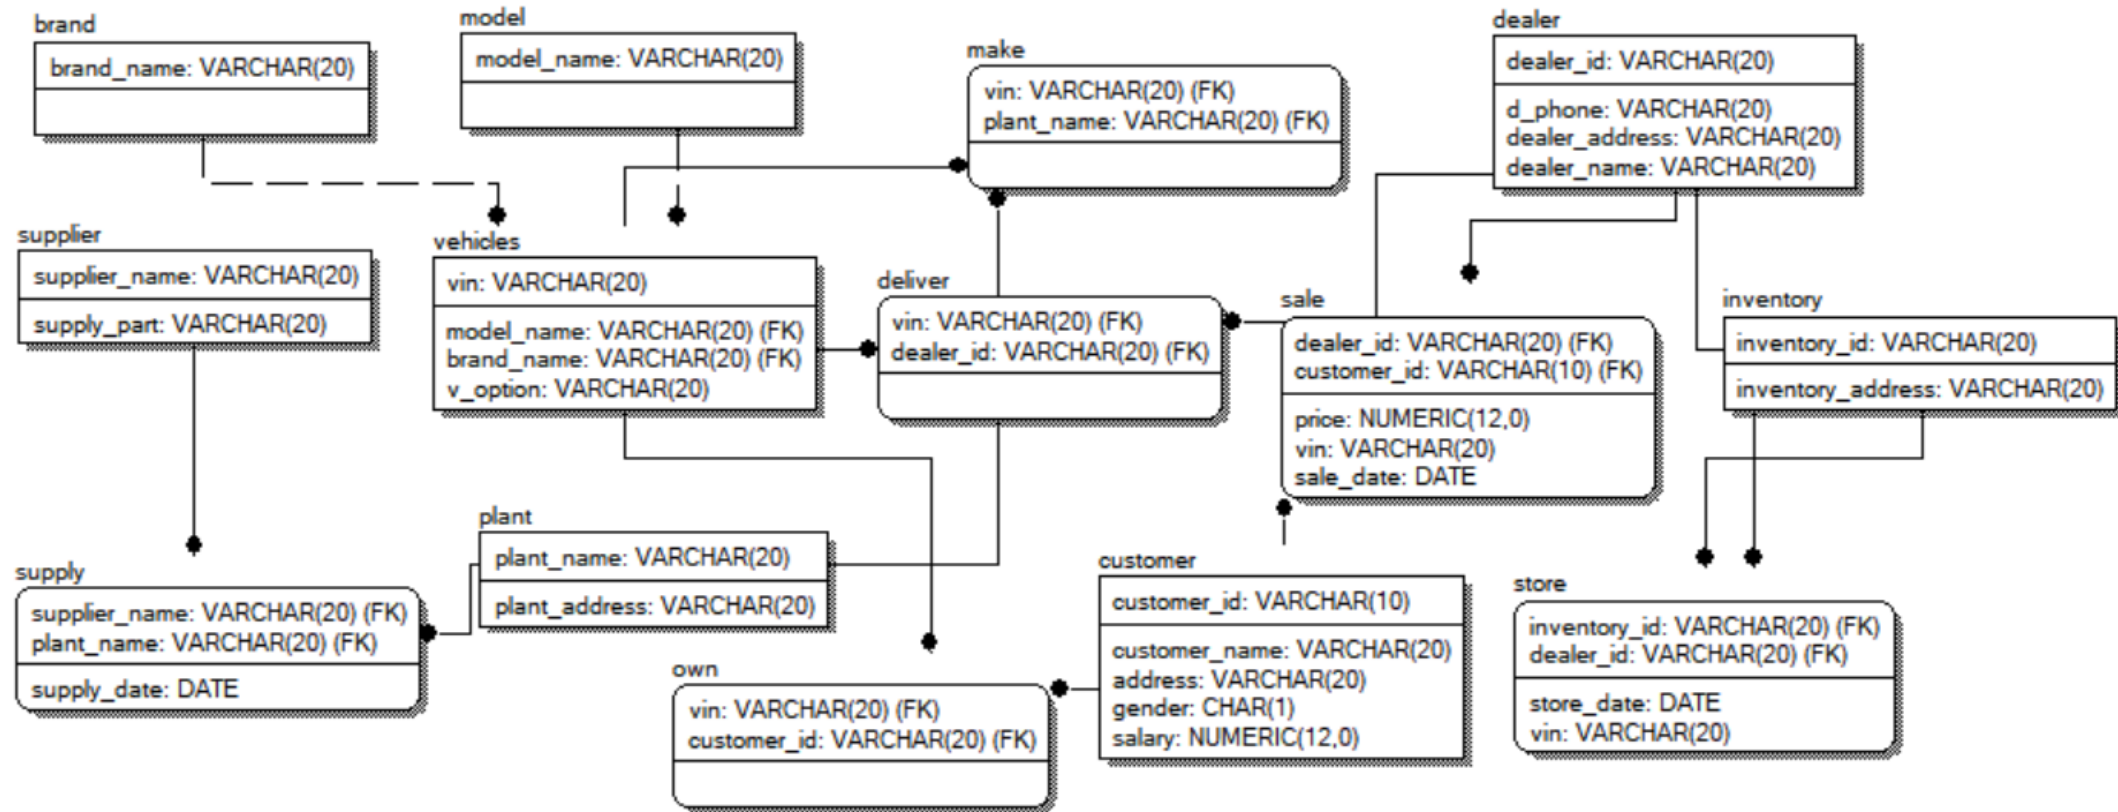 brand
brand_name: VARCHAR(20)
model
model_name: VARCHAR(20)
make
vin: VARCHAR(20) (FK)
plant_name: VARCHAR(20) (FK)
dealer
dealer_id: VARCHAR(20)
d_phone: VARCHAR(20)
dealer_address: VARCHAR(20)
dealer_name: VARCHAR(20)
supplier
supplier_name: VARCHAR(20)
supply_part: VARCHAR(20)
vehicles
vin: VARCHAR(20)
model_name: VARCHAR(20) (FK)
brand_name: VARCHAR(20) (FK)
v_option: VARCHAR(20)
deliver
vin: VARCHAR(20) (FK)
dealer_id: VARCHAR(20) (FK)
sale
dealer_id: VARCHAR(20) (FK)
customer_id: VARCHAR(10) (FK)
price: NUMERIC(12,0)
vin: VARCHAR(20)
sale_date: DATE
inventory
inventory_id: VARCHAR(20)
inventory_address: VARCHAR(20)
supply
supplier_name: VARCHAR(20) (FK)
plant_name: VARCHAR(20) (FK)
supply_date: DATE
plant
plant_name: VARCHAR(20)
plant_address: VARCHAR(20)
own
vin: VARCHAR(20) (FK)
customer_id: VARCHAR(20) (FK)
customer
customer_id: VARCHAR(10)
customer_name: VARCHAR(20)
address: VARCHAR(20)
gender: CHAR(1)
salary: NUMERIC(12,0)
store
inventory_id: VARCHAR(20) (FK)
dealer_id: VARCHAR(20) (FK)
store_date: DATE
vin: VARCHAR(20)